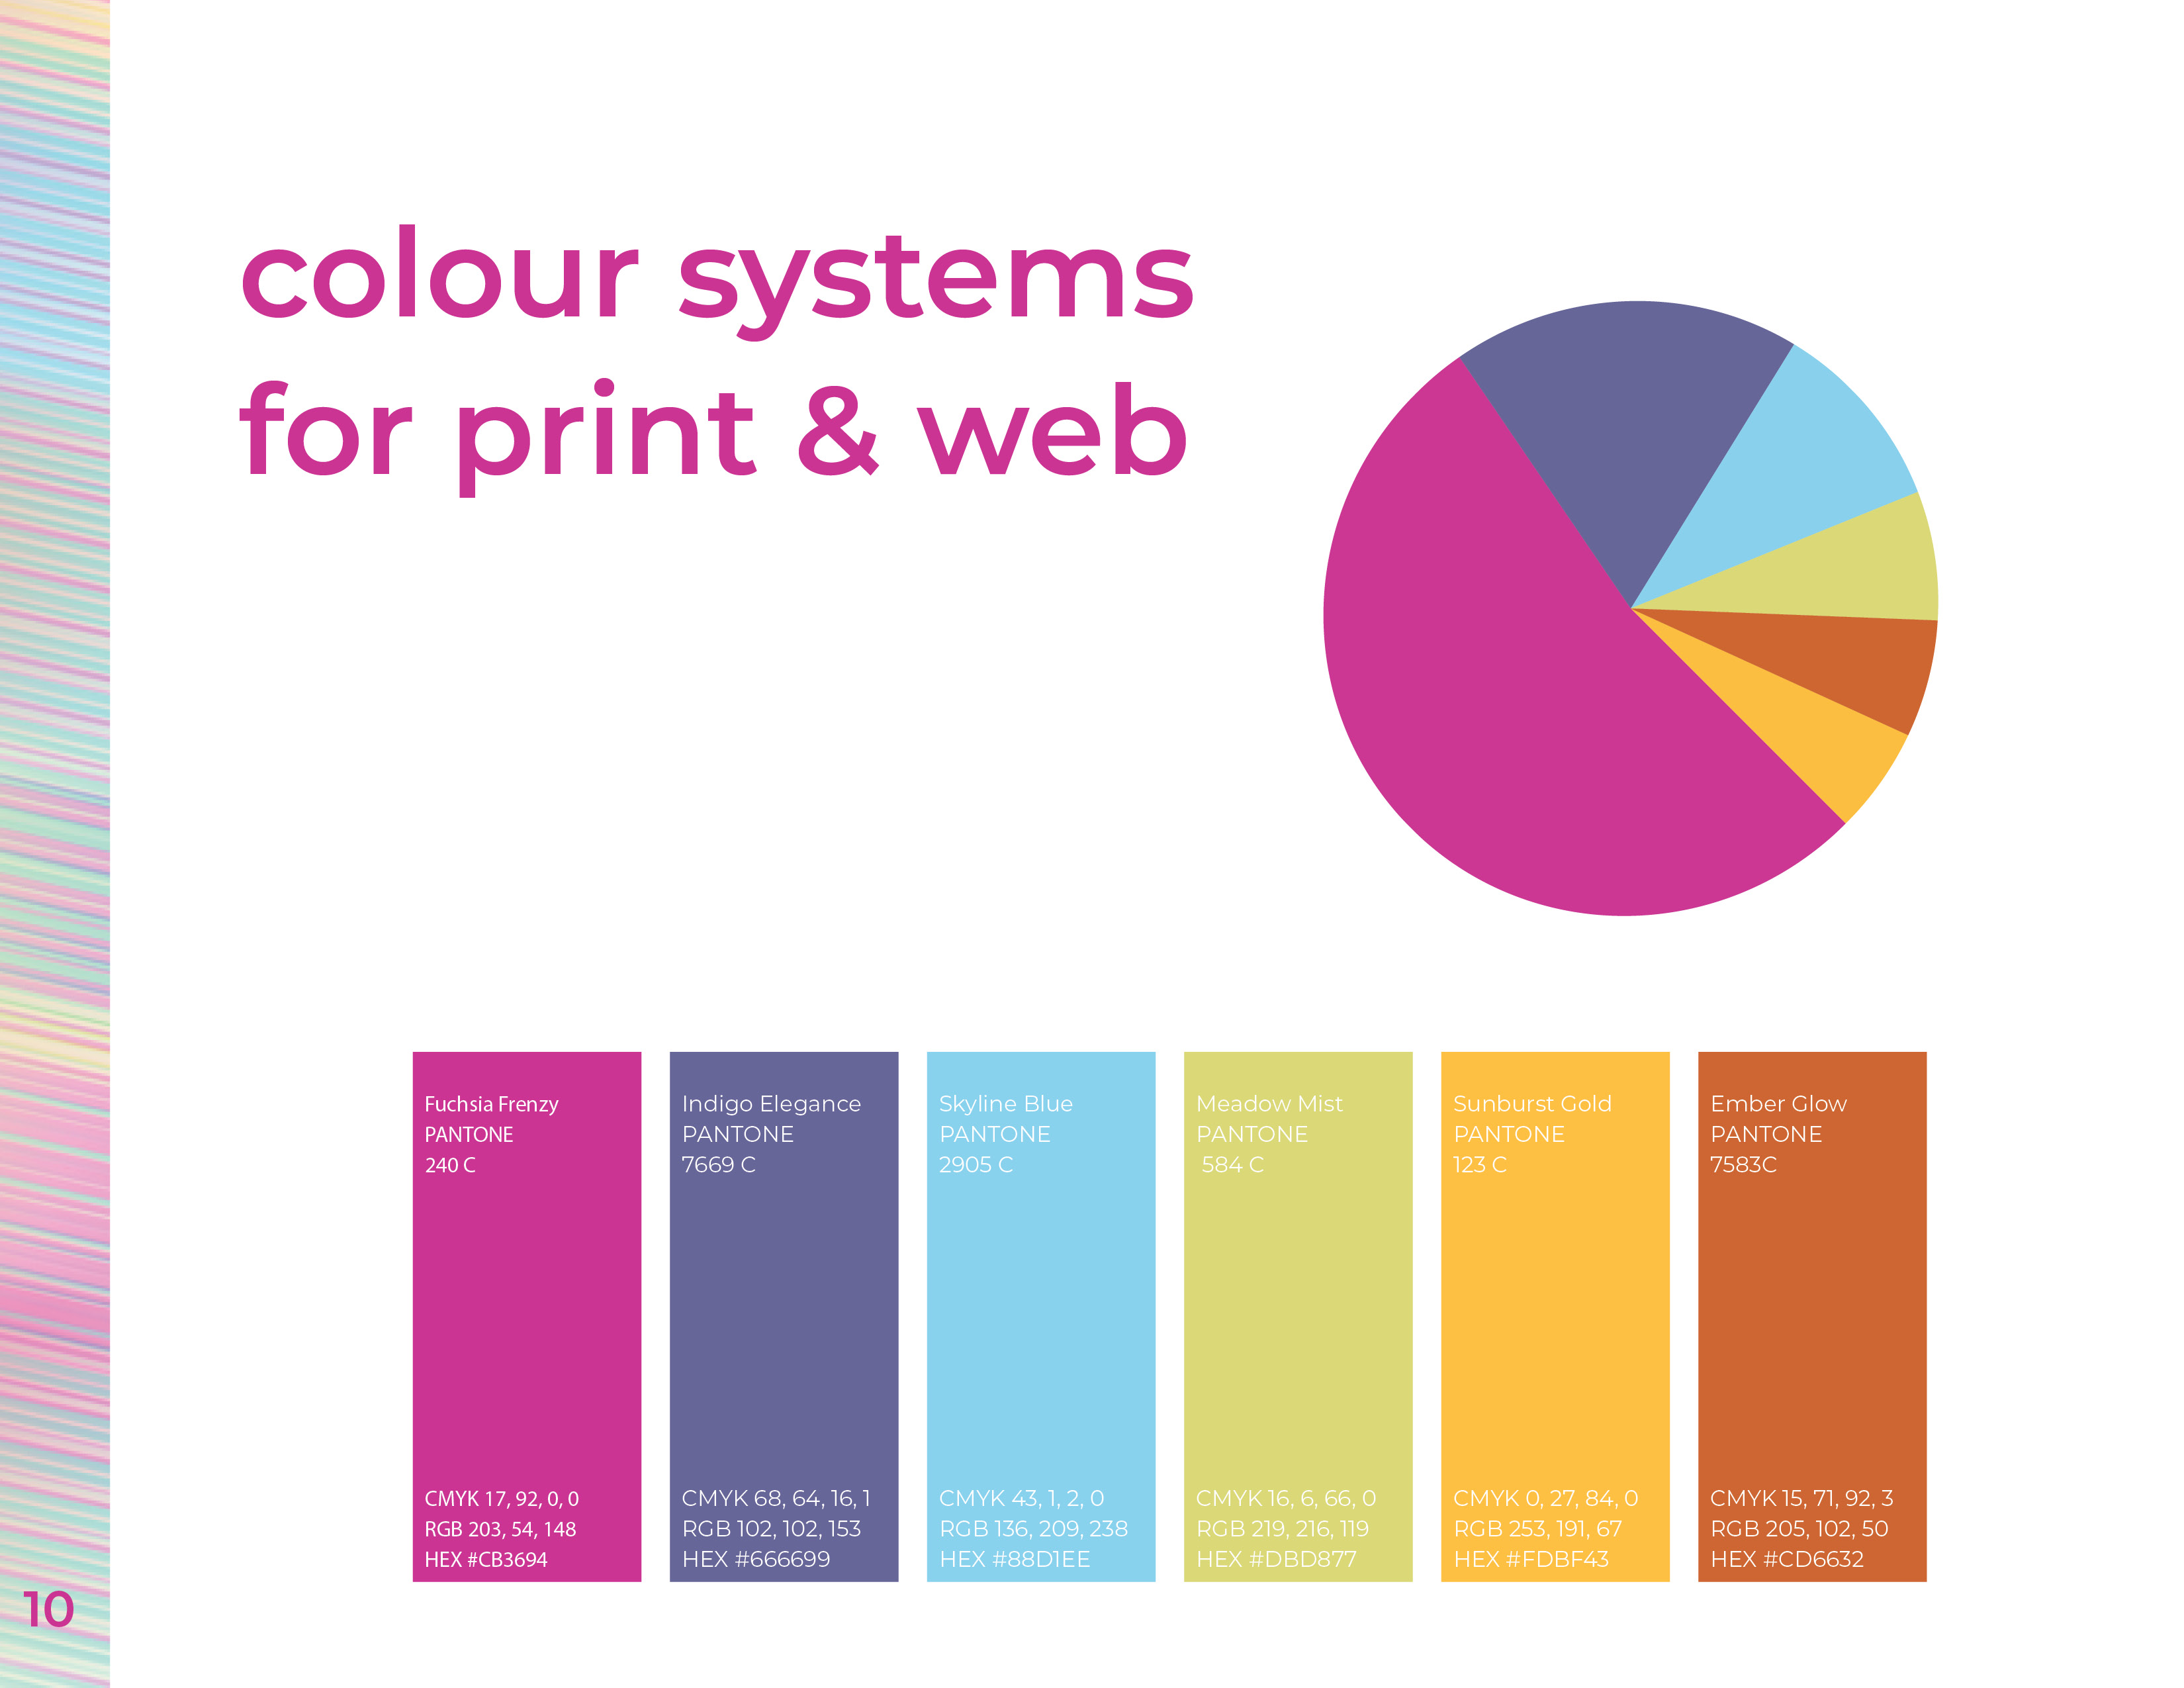 colour systems
for print & web
Fuchsia Frenzy
PANTONE
240 C
CMYK 17, 92, 0, 0
RGB 203, 54, 148
HEX #CB3694
Indigo Elegance
PANTONE
7669 C
CMYK 68, 64, 16, 1
RGB 102, 102, 153
HEX #666699
Skyline Blue
PANTONE
2905 C
CMYK 43, 1, 2, 0
RGB 136, 209, 238
HEX #88D1EE
Meadow Mist
PANTONE
584 C
CMYK 16, 6, 66, 0
RGB 219, 216, 119
HEX #DBD877
Sunburst Gold
PANTONE
123 C
CMYK 0, 27, 84, 0
RGB 253, 191, 67
HEX #FDBF43
Ember Glow
PANTONE
7583C
CMYK 15, 71, 92, 3
RGB 205, 102, 50
HEX #CD6632
10